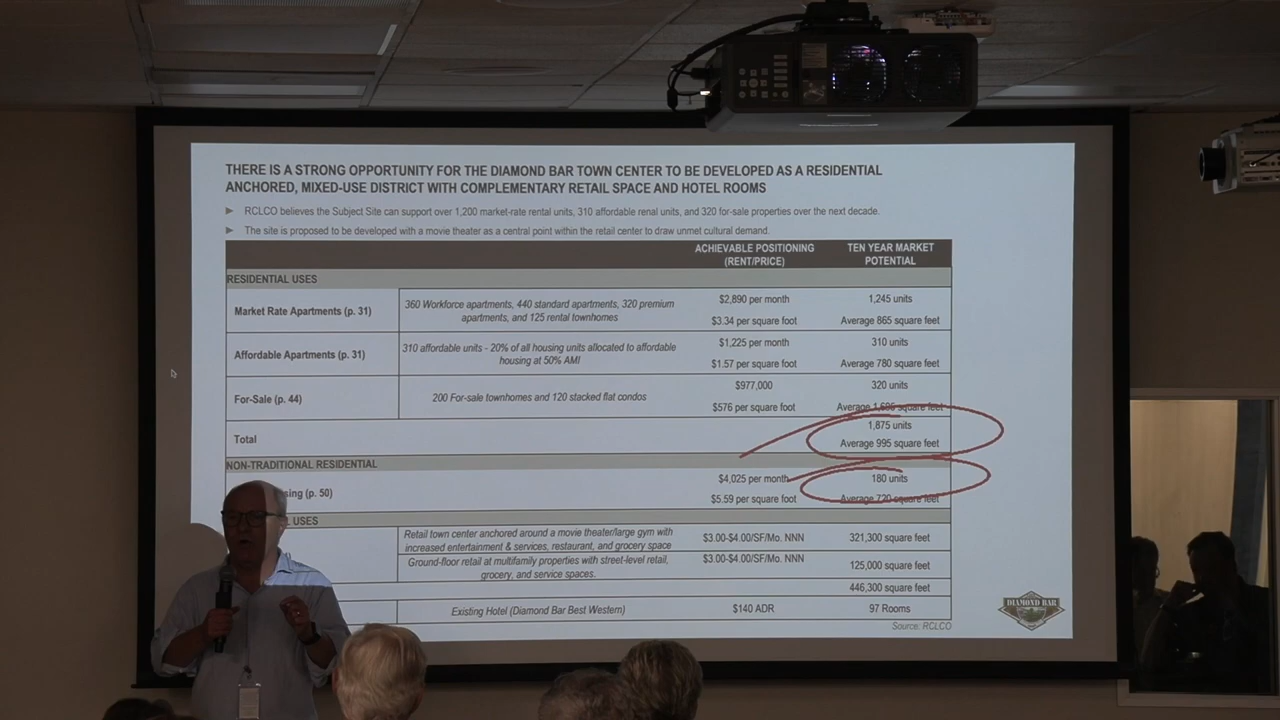 THERE IS A STRONG OPPORTUNITY FOR THE DIAMOND BAR TOWN CENTER TO BE DEVELOPED AS A RESIDENTIAL
ANCHORED, MIXED-USE DISTRICT WITH COMPLEMENTARY RETAIL SPACE AND HOTEL ROOMS
RCLCO believes the Subject Site can support over 1,200 market-rate rental units, 310 affordable renal units, and 320 for-sale properties over the next decade.
The site is proposed to be developed with a movie theater as a central point within the retail center to draw unmet cultural demand.
ACHIEVABLE POSITIONING
(RENT/PRICE)
TEN YEAR MARKET
POTENTIAL
RESIDENTIAL USES
Market Rate Apartments (p. 31)
360 Workforce apartments, 440 standard apartments, 320 premium
apartments, and 125 rental townhomes
$2,890 per month
$3.34 per square foot
1,245 units
Average 865 square feet
Affordable Apartments (p. 31)
310 affordable units - 20% of all housing units allocated to affordable
housing at 50% AMI
$1,225 per month
$1.57 per square foot
310 units
Average 780 square feet
For-Sale (p. 44)
200 For-sale townhomes and 120 stacked flat condos
$977,000
$576 per square foot
320 units
Average square feet
Total
1,875 units
Average 995 square feet
NON-TRADITIONAL RESIDENTIAL
(p. 50)
$4,025 per month
$5.59 per square foot
180 units
Average 720 square feet
USES
Retail town center anchored around a movie theater/large gym with
increased entertainment & services, restaurant, and grocery space
$3.00-$4.00/SF/Mo. NNN
321,300 square feet
Ground-floor retail at multifamily properties with street-level retail,
grocery, and service spaces.
$3.00-$4.00/SF/Mo. NNN
125,000 square feet
446,300 square feet
Existing Hotel (Diamond Bar Best Western)
$140 ADR
97 Rooms
Source: RCLCO
DIAMOND BAR